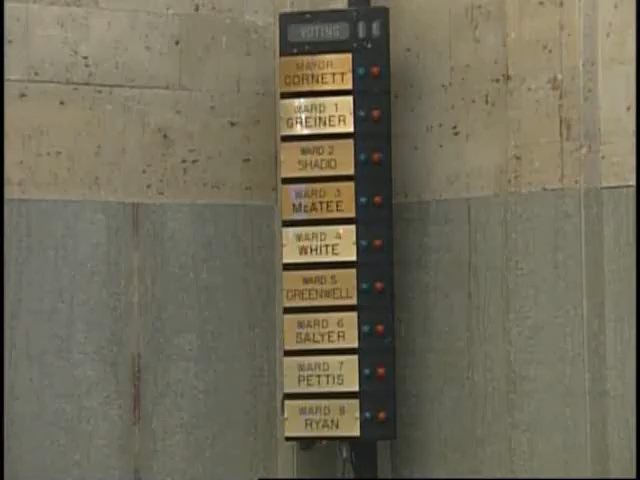 VOTING
MAYOR
CORNETT
WARD 1
GREINER
WARD 2
SHADID
WARD 3
McATEE
WARD 4
WHITE
WARD 5
GREENWELL
WARD 6
SALYER
WARD 7
PETTIS
WARD 8
RYAN